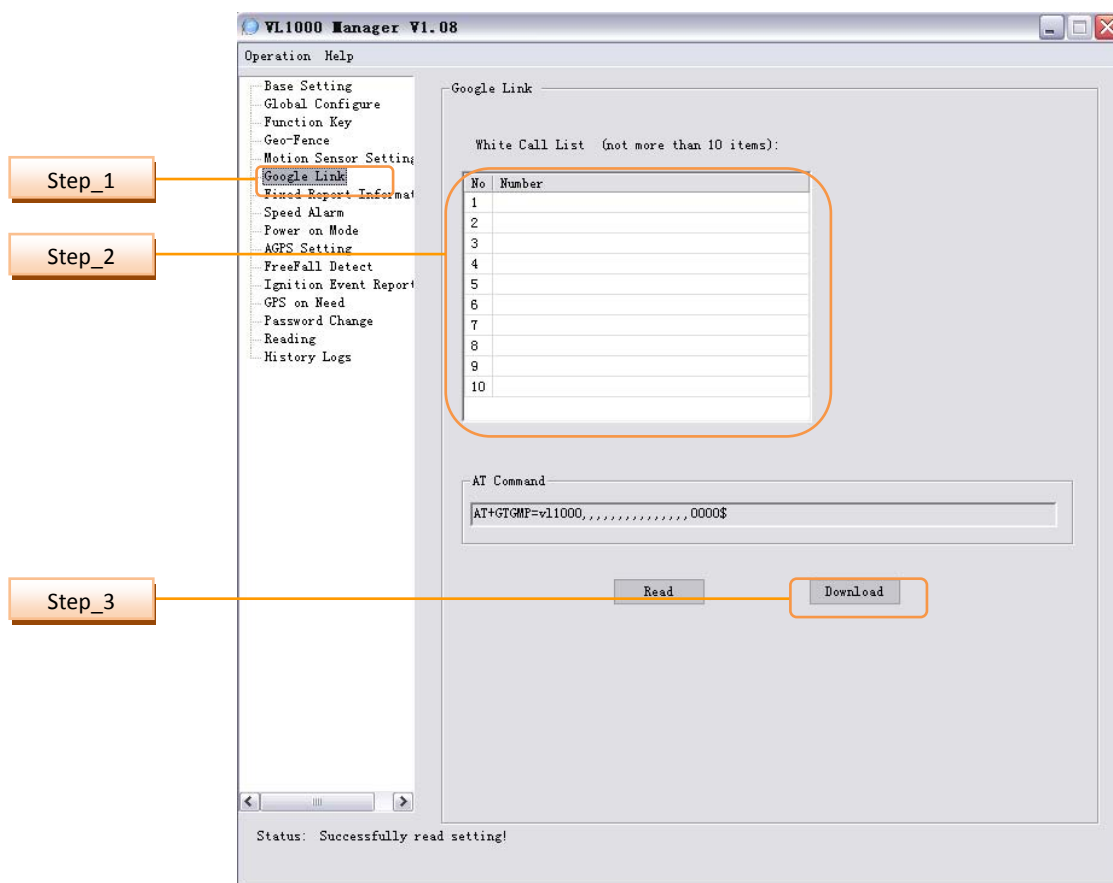 VL1000 Manager V1.08
Operation Help
Base Setting
Global Configure
Function Key
Geo-Fence
Motion Sensor Setting
Google Link
Fixed Report Informat
Speed Alarm
Power on Mode
AGPS Setting
FreeFall Detect
Ignition Event Report
GPS on Need
Password Change
Reading
History Logs
Step_1
Step_2
Step_3
Google Link
White Call List (not more than 10 items):
No Number
1
2
3
4
5
6
7
8
9
10
AT Command
AT+GTGMP=vl1000,,,,,,,,,,,,,,,0000$
Read Download
Status: Successfully read setting!